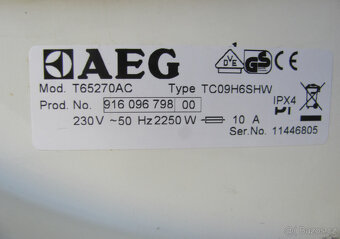 AEG
Mod. T65270AC Type TC09H6SHW
Prod. No. 916 096 798 00 IPX4
230 V ~50 Hz 2250 W 10 A
Ser.No. 11446805